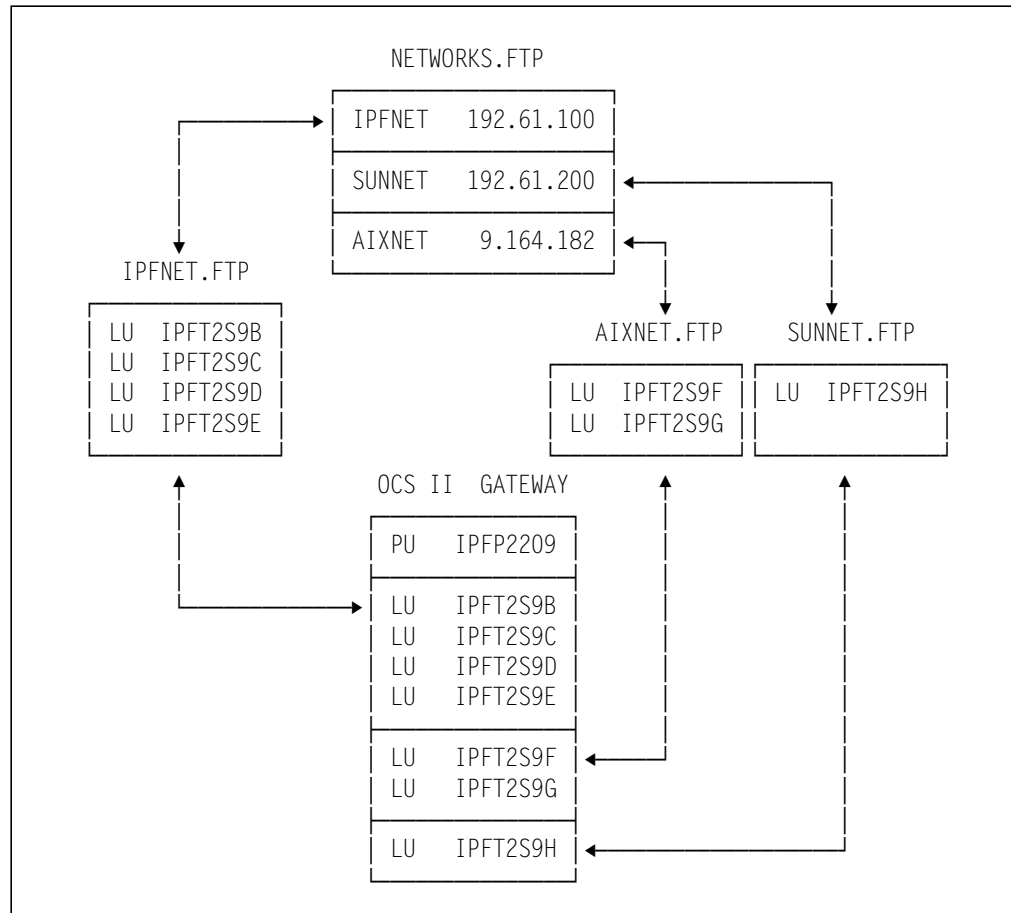 NETWORKS.FTP
IPFNET 192.61.100
SUNNET 192.61.200
AIXNET 9.164.182
IPFNET.FTP
LU IPFT2S9B
LU IPFT2S9C
LU IPFT2S9D
LU IPFT2S9E
AIXNET.FTP
LU IPFT2S9F
LU IPFT2S9G
SUNNET.FTP
LU IPFT2S9H
OCS II GATEWAY
PU IPFP2209
LU IPFT2S9B
LU IPFT2S9C
LU IPFT2S9D
LU IPFT2S9E
LU IPFT2S9F
LU IPFT2S9G
LU IPFT2S9H